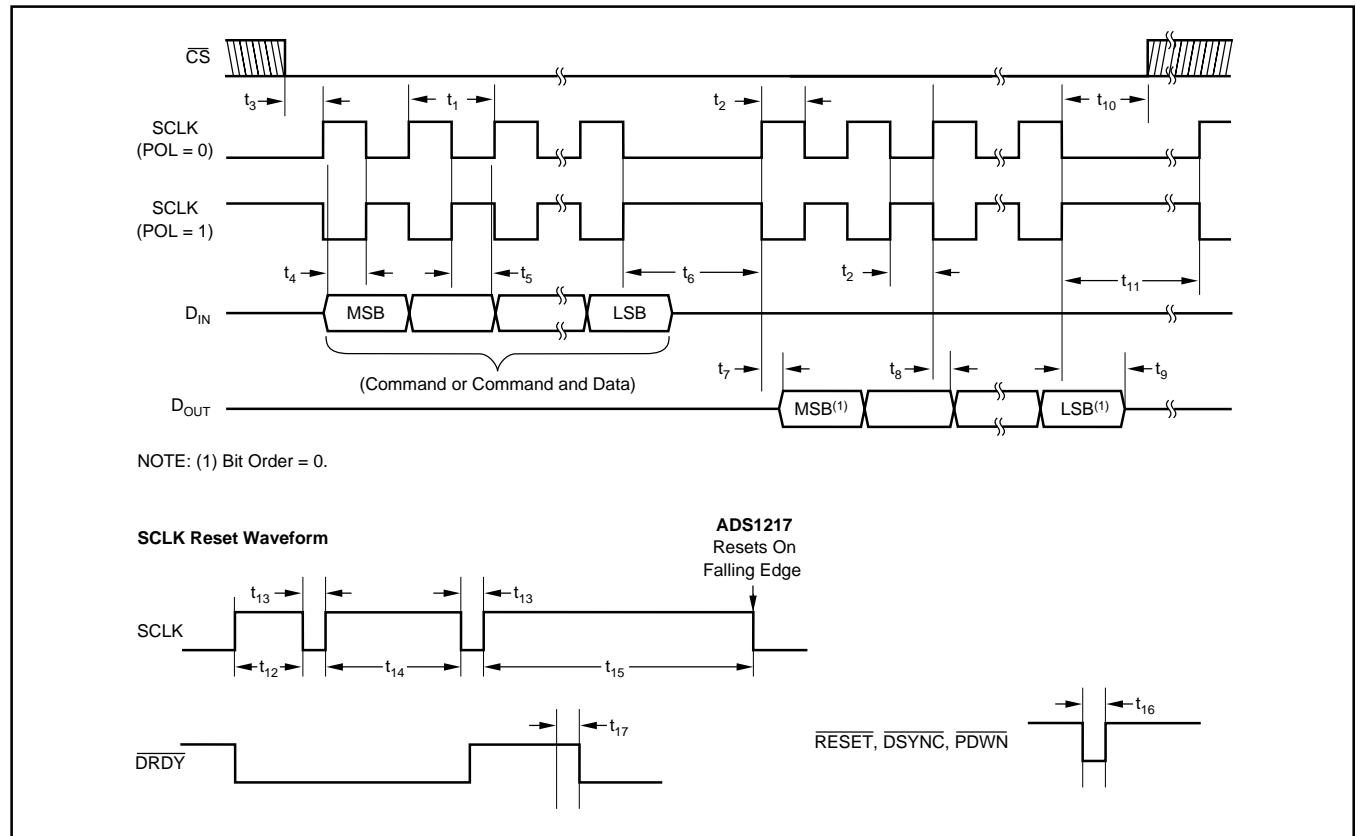 CS
t3 t1 t2 t10
SCLK
(POL = 0)
SCLK
(POL = 1)
t4 t5 t6 t2 t11
DIN MSB LSB
(Command or Command and Data)
t7 t8 t9
DOUT MSB(1) LSB(1)
NOTE: (1) Bit Order = 0.
SCLK Reset Waveform
ADS1217
Resets On
Falling Edge
t13 t13
SCLK
t12 t14 t15
t16
t17
DRDY
RESET, DSYNC, PDWN